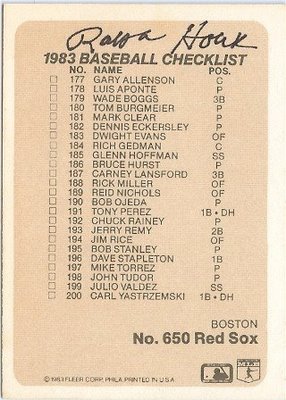 Ralph Houk
1983 BASEBALL CHECKLIST
NO. NAME POS.
177 GARY ALLENSON C
178 LUIS APONTE P
179 WADE BOGGS 3B
180 TOM BURGMEIER P
181 MARK CLEAR P
182 DENNIS ECKERSLEY P
183 DWIGHT EVANS OF
184 RICH GEDMAN C
185 GLENN HOFFMAN SS
186 BRUCE HURST P
187 CARNEY LANSFORD 3B
188 RICK MILLER OF
189 REID NICHOLS OF
190 BOB OJEDA P
191 TONY PEREZ 1B • DH
192 CHUCK RAINEY P
193 JERRY REMY 2B
194 JIM RICE OF
195 BOB STANLEY P
196 DAVE STAPLETON 1B
197 MIKE TORREZ P
198 JOHN TUDOR P
199 JULIO VALDEZ SS
200 CARL YASTRZEMSKI 1B • DH
BOSTON
No. 650 Red Sox
© 1983 FLEER CORP. PHILA. PRINTED IN U.S.A.